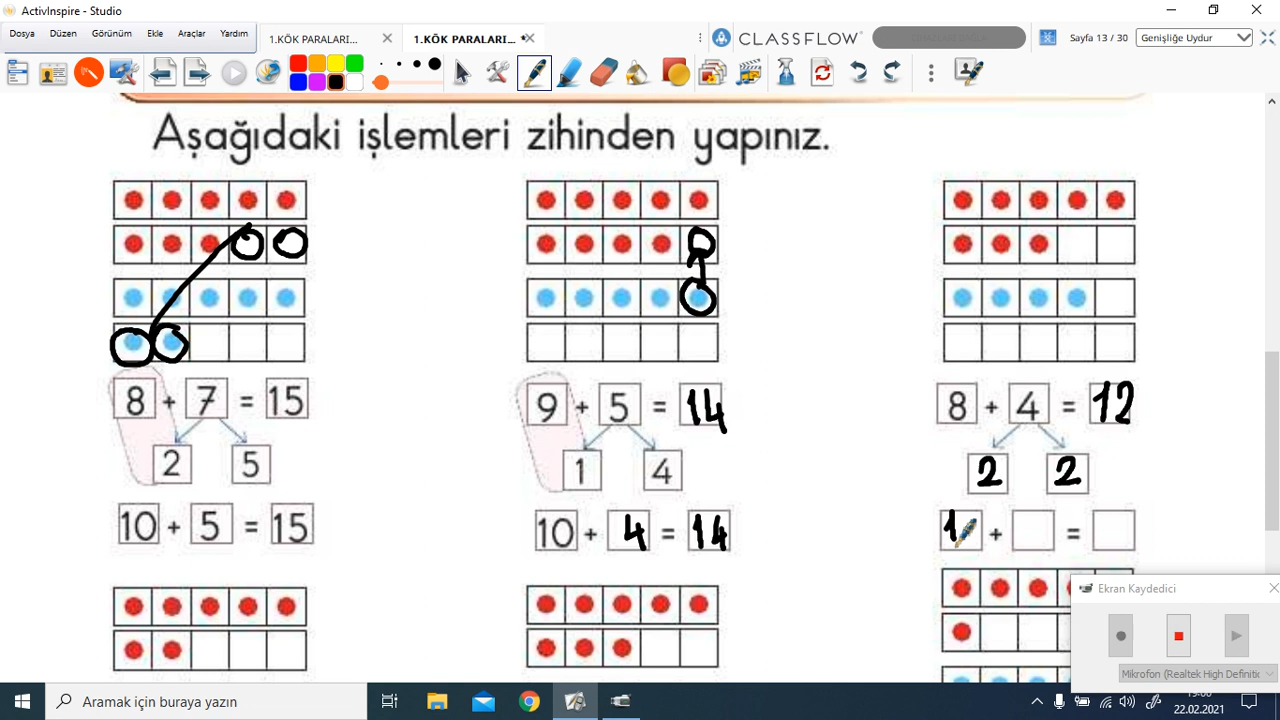 ActivInspire - Studio
Dosya Düzen Görünüm Ekle Araçlar Yardım
1.KÖK PARALARI...
1.KÖK PARALARI... *
CLASSFLOW
Sayfa 13 / 30
Genişliğe Uydur
Aşağıdaki işlemleri zihinden yapınız.
8 + 7 = 15
2 5
10 + 5 = 15
9 + 5 = 14
1 4
10 + 4 = 14
8 + 4 = 12
2 2
1 + =
Ekran Kaydedici
Mikrofon (Realtek High Definitic
Aramak için buraya yazın
19:00
22.02.2021